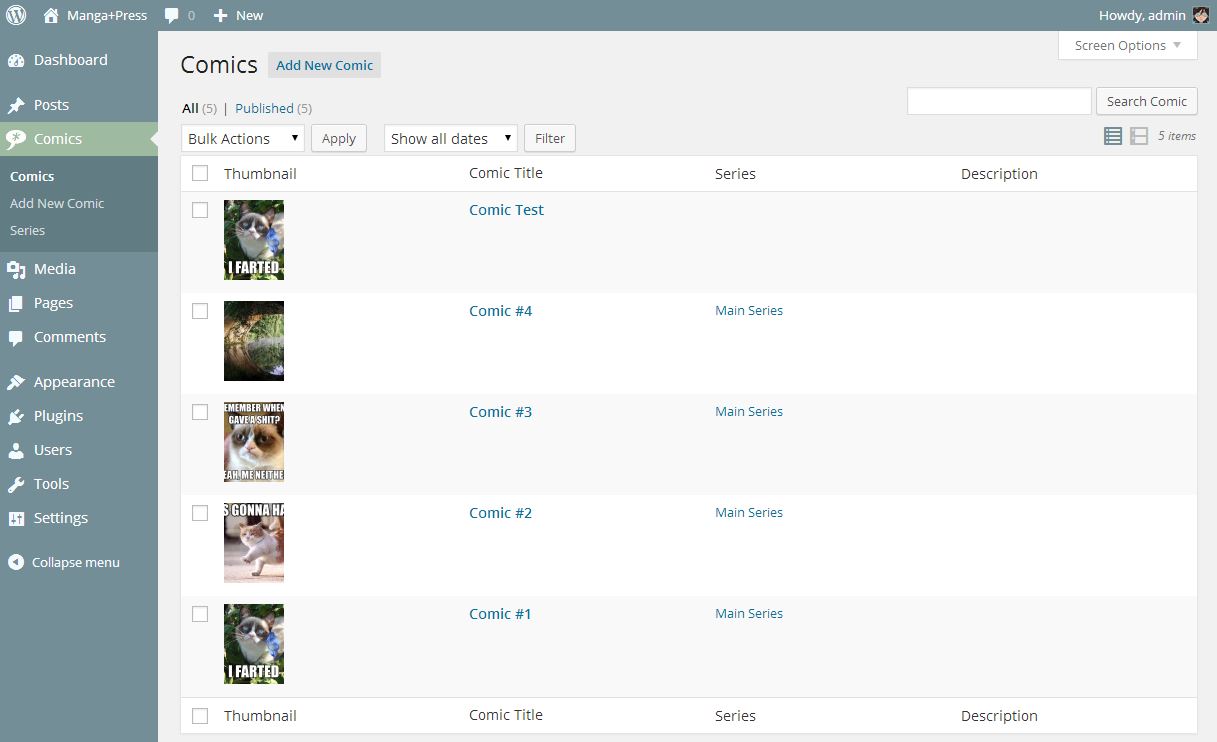 Manga+Press 0 New Howdy, admin
Screen Options
Dashboard
Posts
Comics
Comics
Add New Comic
Series
Media
Pages
Comments
Appearance
Plugins
Users
Tools
Settings
Collapse menu
Comics Add New Comic
All (5) | Published (5)
Search Comic
Bulk Actions Apply Show all dates Filter
5 items
Thumbnail Comic Title Series Description
Comic Test
I FARTED
Comic #4 Main Series
Comic #3 Main Series
EMEMBER WHEN
GAVE A SHIT?
EAH, ME NEITHE
Comic #2 Main Series
S GONNA HA
Comic #1 Main Series
I FARTED
Thumbnail Comic Title Series Description